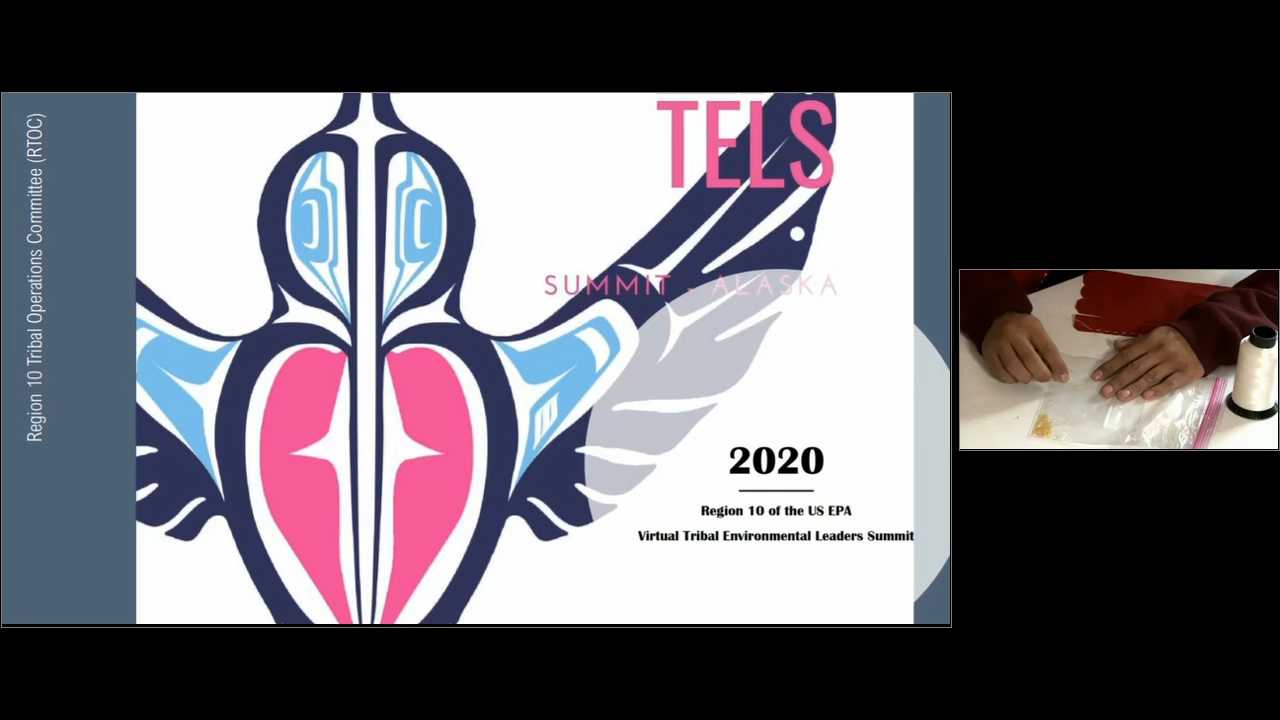 Region 10 Tribal Operations Committee (RTOC)
TELS
SUMMIT - ALASKA
2020
Region 10 of the US EPA
Virtual Tribal Environmental Leaders Summit